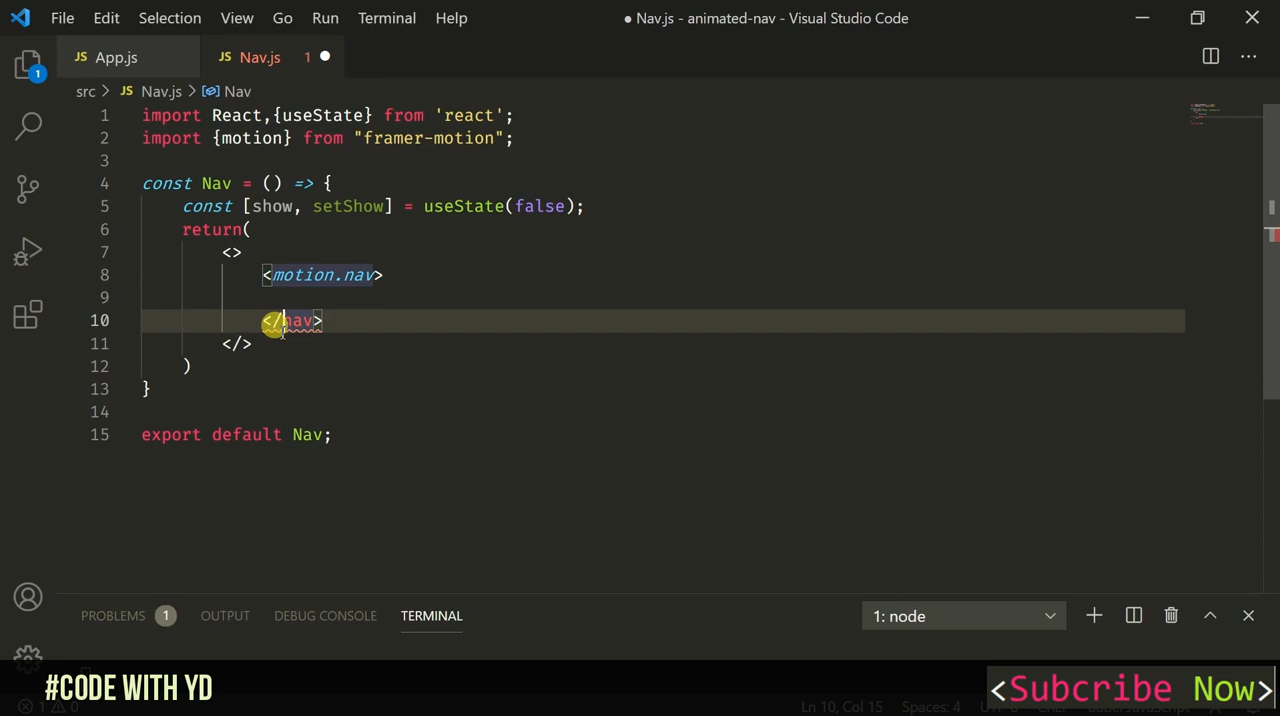 File Edit Selection View Go Run Terminal Help ● Nav.js - animated-nav - Visual Studio Code
JS App.js JS Nav.js 1
src > JS Nav.js > Nav
1 import React,{useState} from 'react';
2 import {motion} from "framer-motion";
3
4 const Nav = () => {
5 const [show, setShow] = useState(false);
6 return(
7 <>
8 <motion.nav>
9
10 </nav>
11 </>
12 )
13 }
14
15 export default Nav;
1
PROBLEMS 1 OUTPUT DEBUG CONSOLE TERMINAL 1: node
#CODE WITH YD
<Subcribe Now>
1 0 Ln 10, Col 15 Spaces: 4